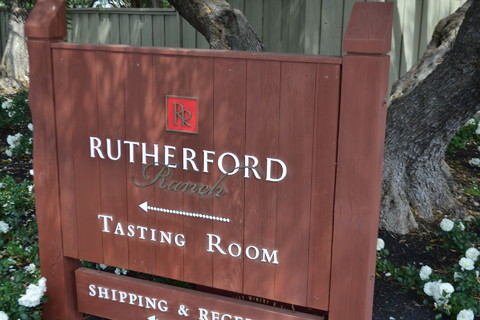 RR
RUTHERFORD
Ranch
TASTING ROOM
SHIPPING &